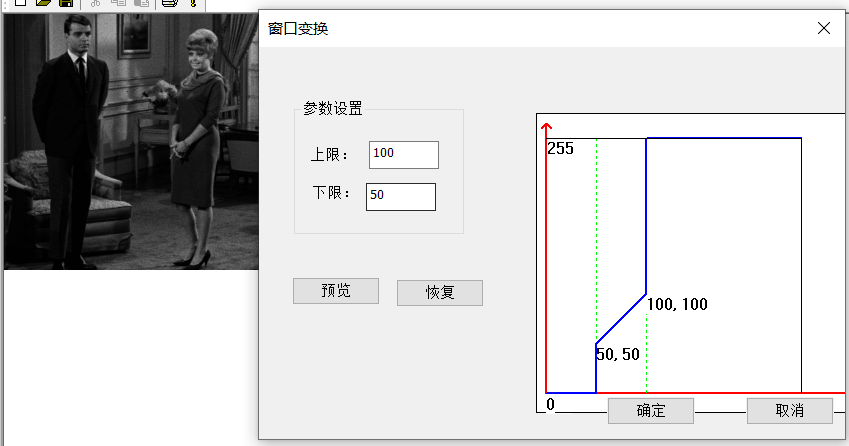 窗口变换
参数设置
上限： 100
下限： 50
预览
恢复
255
100, 100
50, 50
0
确定
取消